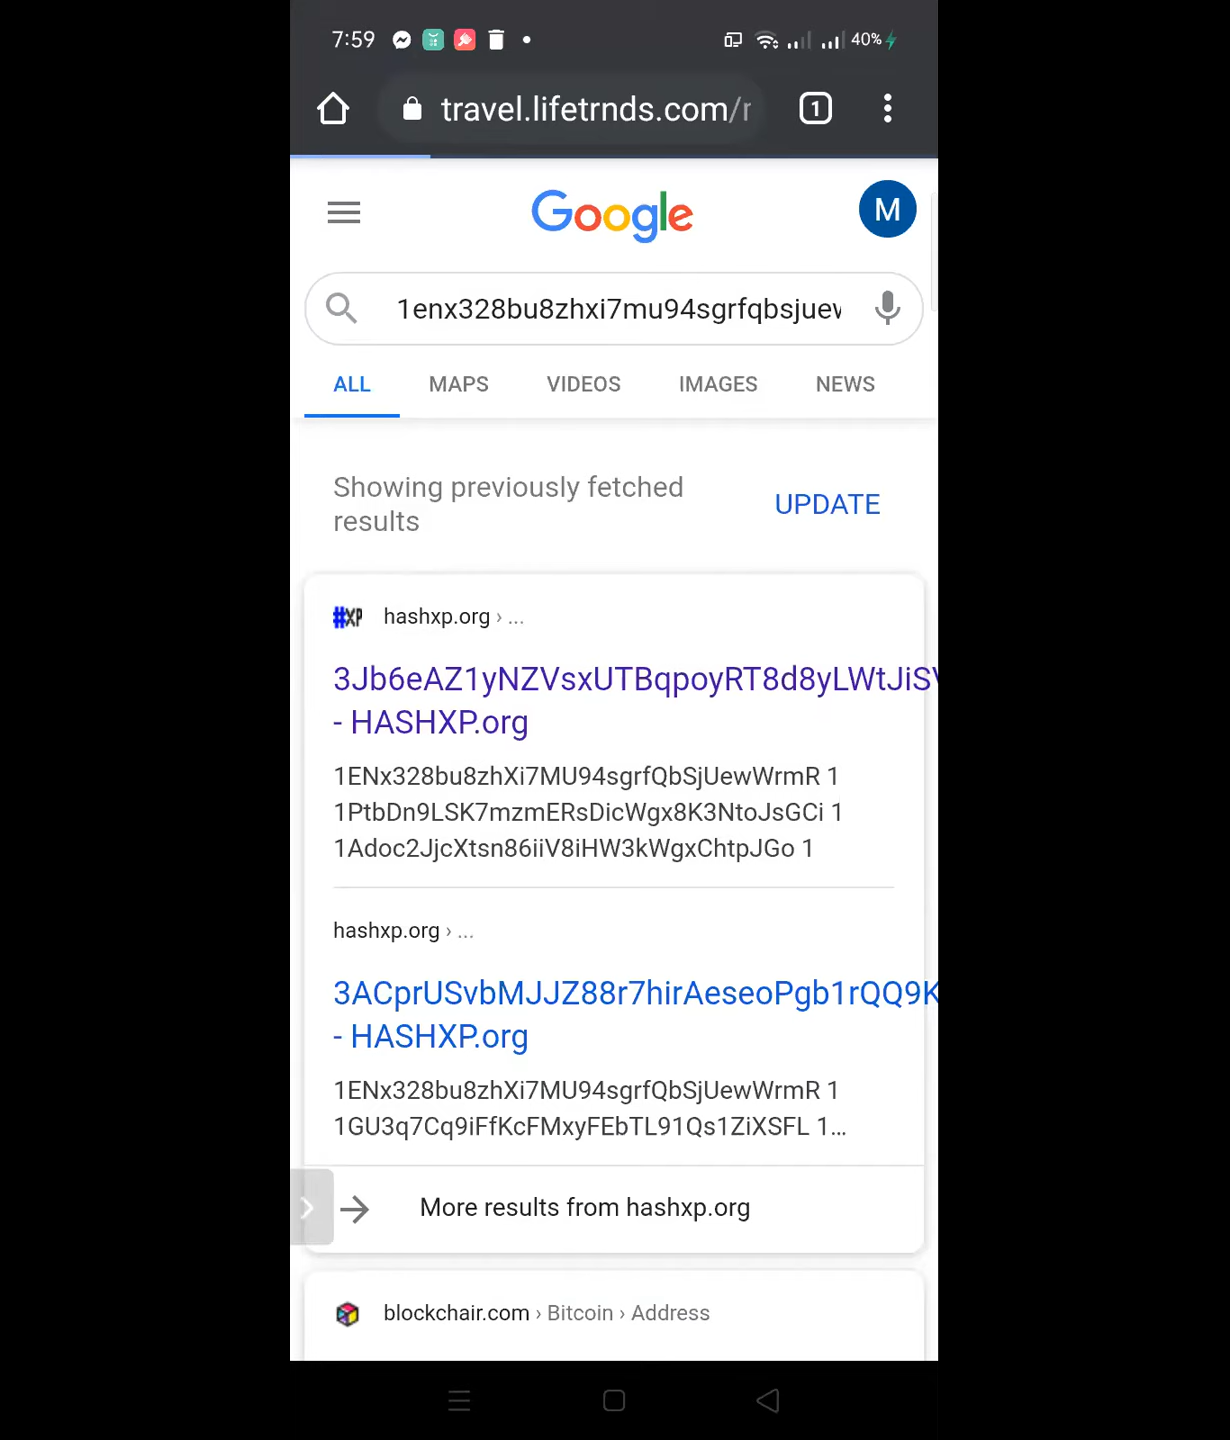 7:59
40%
travel.lifetrnds.com/r
1
Google
M
1enx328bu8zhxi7mu94sgrfqbsjuev
ALL MAPS VIDEOS IMAGES NEWS
Showing previously fetched
results
UPDATE
#XP hashxp.org › ...
3Jb6eAZ1yNZVsxUTBqpoyRT8d8yLWtJiSV
- HASHXP.org
1ENx328bu8zhXi7MU94sgrfQbSjUewWrmR 1
1PtbDn9LSK7mzmERsDicWgx8K3NtoJsGCi 1
1Adoc2JjcXtsn86iiV8iHW3kWgxChtpJGo 1
hashxp.org › ...
3ACprUSvbMJJZ88r7hirAeseoPgb1rQQ9K
- HASHXP.org
1ENx328bu8zhXi7MU94sgrfQbSjUewWrmR 1
1GU3q7Cq9iFfKcFMxyFEbTL91Qs1ZiXSFL 1...
More results from hashxp.org
blockchair.com › Bitcoin › Address